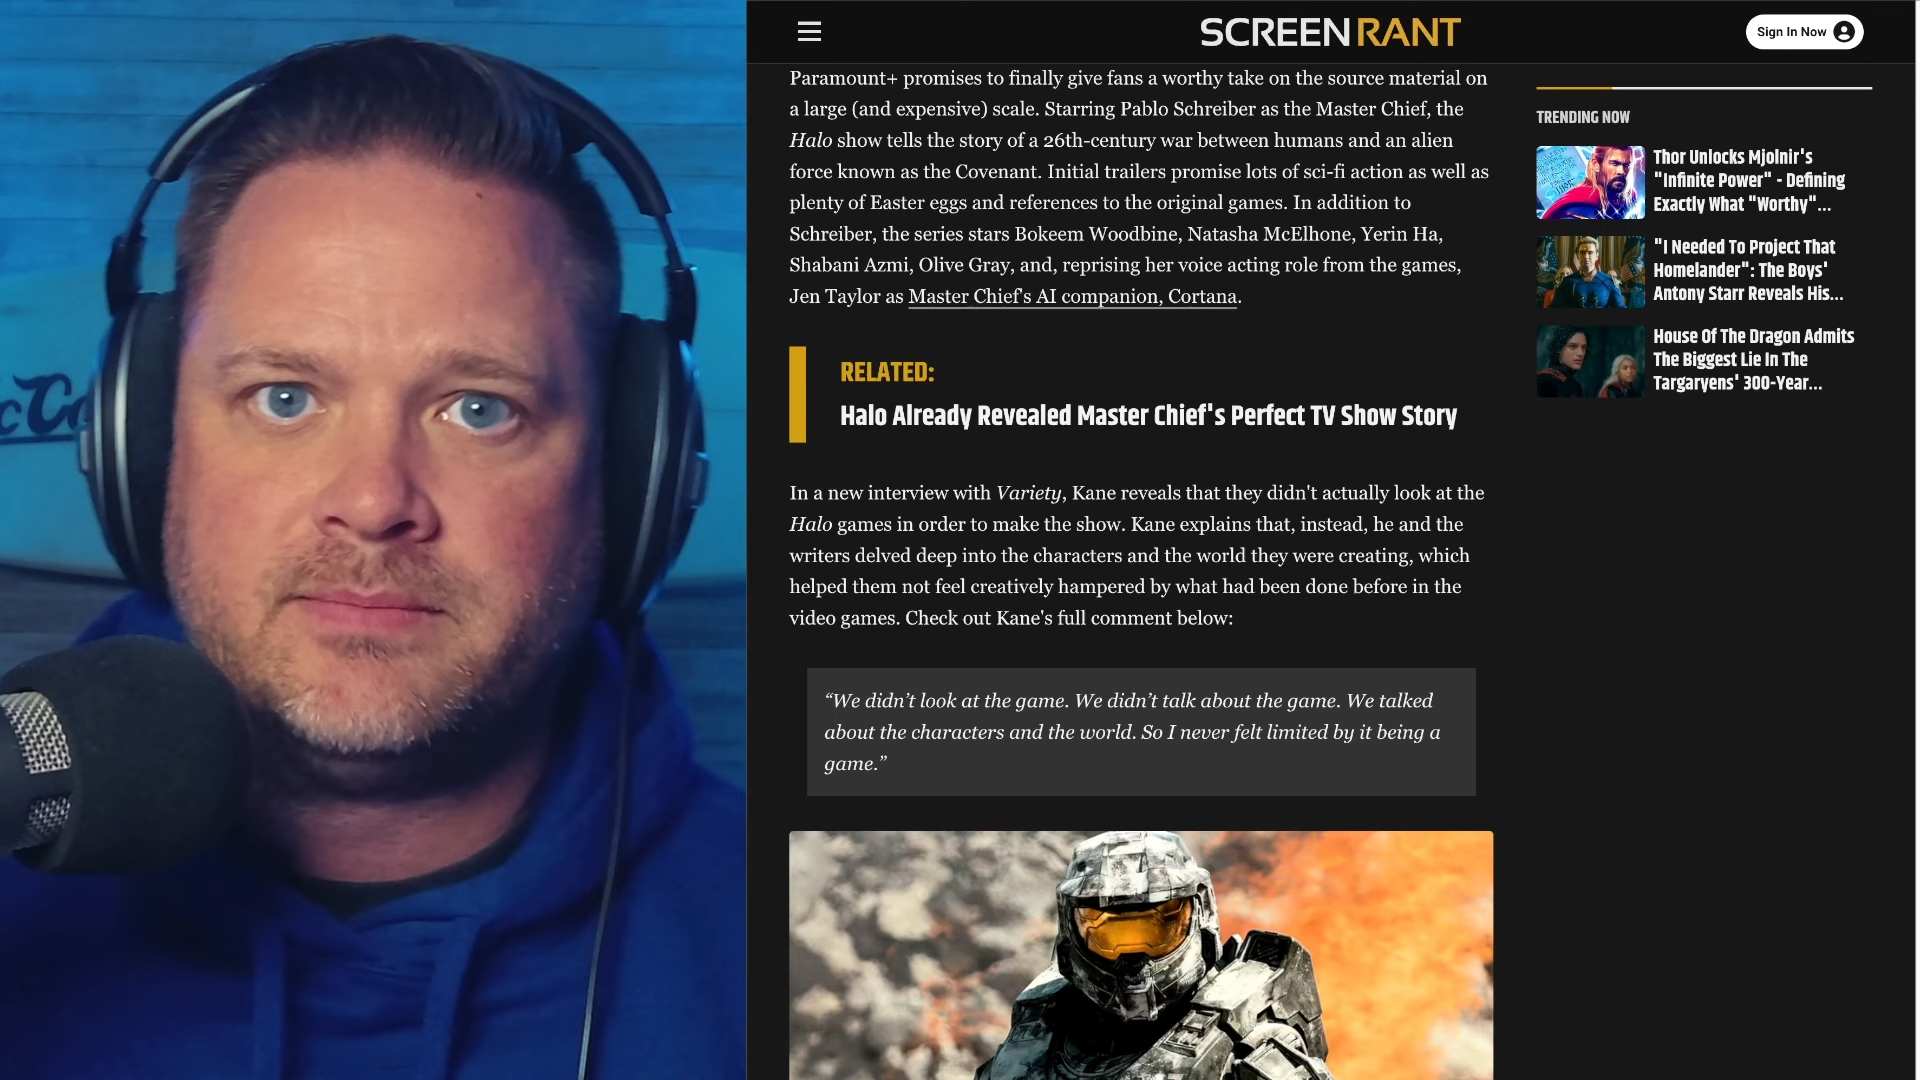 SCREENRANT
Sign In Now
Paramount+ promises to finally give fans a worthy take on the source material on
a large (and expensive) scale. Starring Pablo Schreiber as the Master Chief, the
Halo show tells the story of a 26th-century war between humans and an alien
force known as the Covenant. Initial trailers promise lots of sci-fi action as well as
plenty of Easter eggs and references to the original games. In addition to
Schreiber, the series stars Bokeem Woodbine, Natasha McElhone, Yerin Ha,
Shabani Azmi, Olive Gray, and, reprising her voice acting role from the games,
Jen Taylor as Master Chief's AI companion, Cortana.
RELATED:
Halo Already Revealed Master Chief's Perfect TV Show Story
In a new interview with Variety, Kane reveals that they didn't actually look at the
Halo games in order to make the show. Kane explains that, instead, he and the
writers delved deep into the characters and the world they were creating, which
helped them not feel creatively hampered by what had been done before in the
video games. Check out Kane's full comment below:
“We didn’t look at the game. We didn’t talk about the game. We talked
about the characters and the world. So I never felt limited by it being a
game.”
TRENDING NOW
Thor Unlocks Mjolnir's
"Infinite Power" - Defining
Exactly What "Worthy"...
"I Needed To Project That
Homelander": The Boys'
Antony Starr Reveals His...
House Of The Dragon Admits
The Biggest Lie In The
Targaryens' 300-Year...